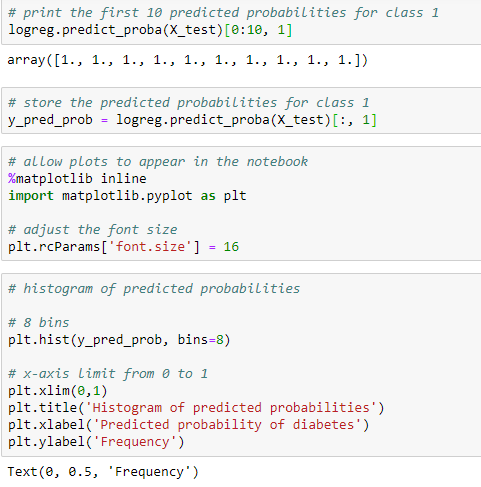 # print the first 10 predicted probabilities for class 1
logreg.predict_proba(X_test)[0:10, 1]
array([1., 1., 1., 1., 1., 1., 1., 1., 1., 1.])
# store the predicted probabilities for class 1
y_pred_prob = logreg.predict_proba(X_test)[:, 1]
# allow plots to appear in the notebook
%matplotlib inline
import matplotlib.pyplot as plt
# adjust the font size
plt.rcParams['font.size'] = 16
# histogram of predicted probabilities
# 8 bins
plt.hist(y_pred_prob, bins=8)
# x-axis limit from 0 to 1
plt.xlim(0,1)
plt.title('Histogram of predicted probabilities')
plt.xlabel('Predicted probability of diabetes')
plt.ylabel('Frequency')
Text(0, 0.5, 'Frequency')